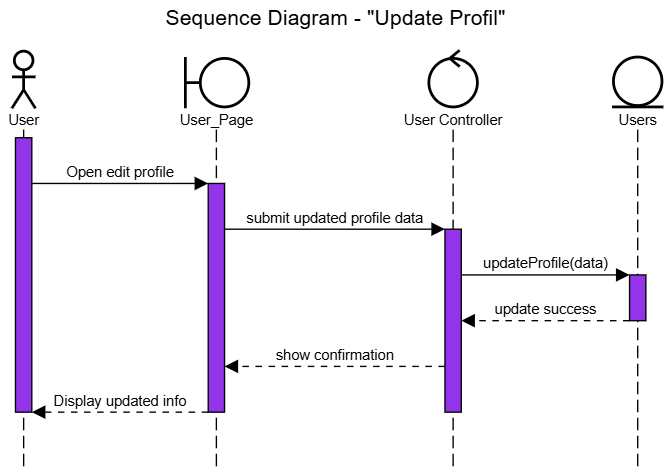 Sequence Diagram - "Update Profil"
User
User_Page
User Controller
Users
Open edit profile
submit updated profile data
updateProfile(data)
update success
show confirmation
Display updated info